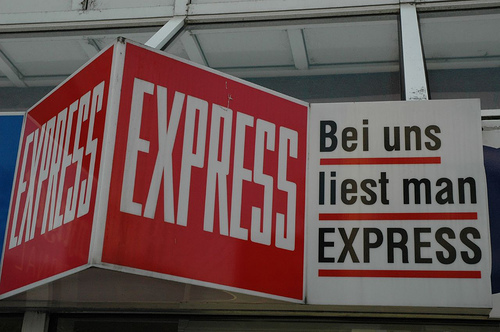 EXPRESS
EXPRESS
Bei uns
liest man
EXPRESS